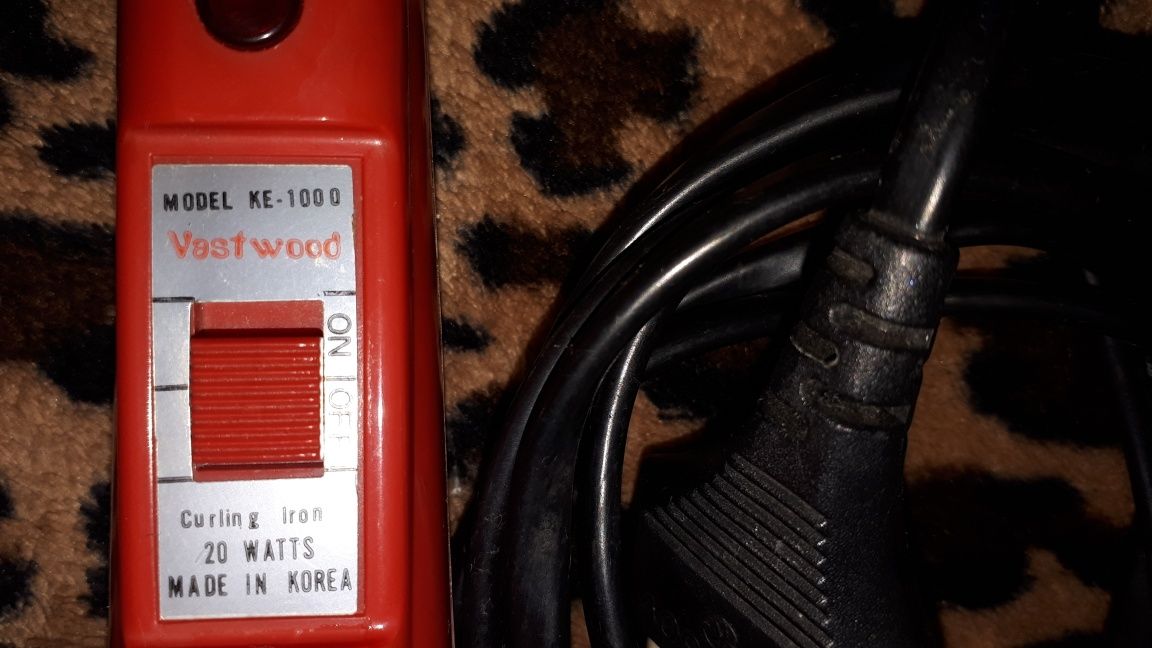 MODEL KE-1000
Vastwood
ON
OFF
Curling Iron
20 WATTS
MADE IN KOREA